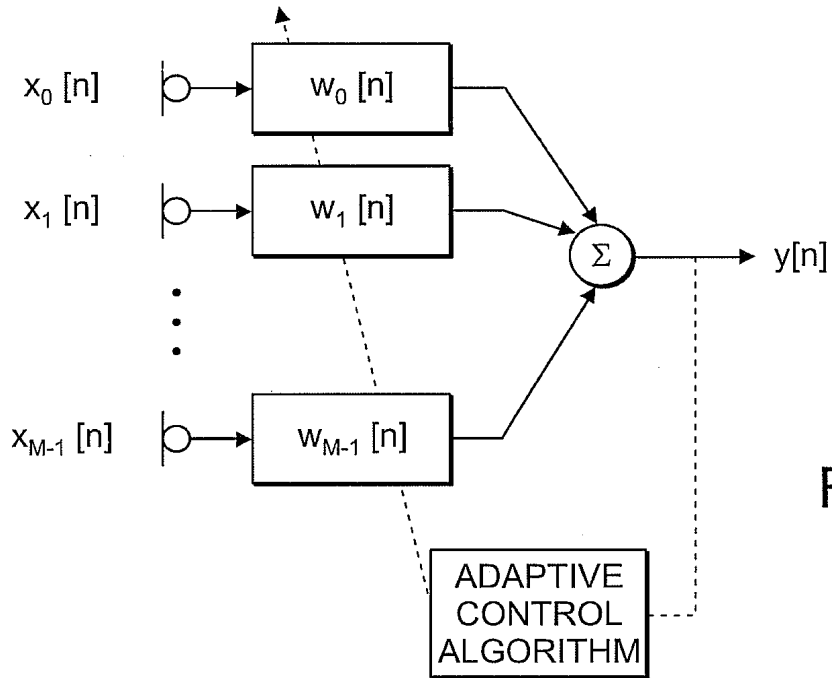 x₀ [n]
w₀ [n]
x₁ [n]
w₁ [n]
Σ
y[n]
x_{M-1} [n]
w_{M-1} [n]
F
ADAPTIVE
CONTROL
ALGORITHM